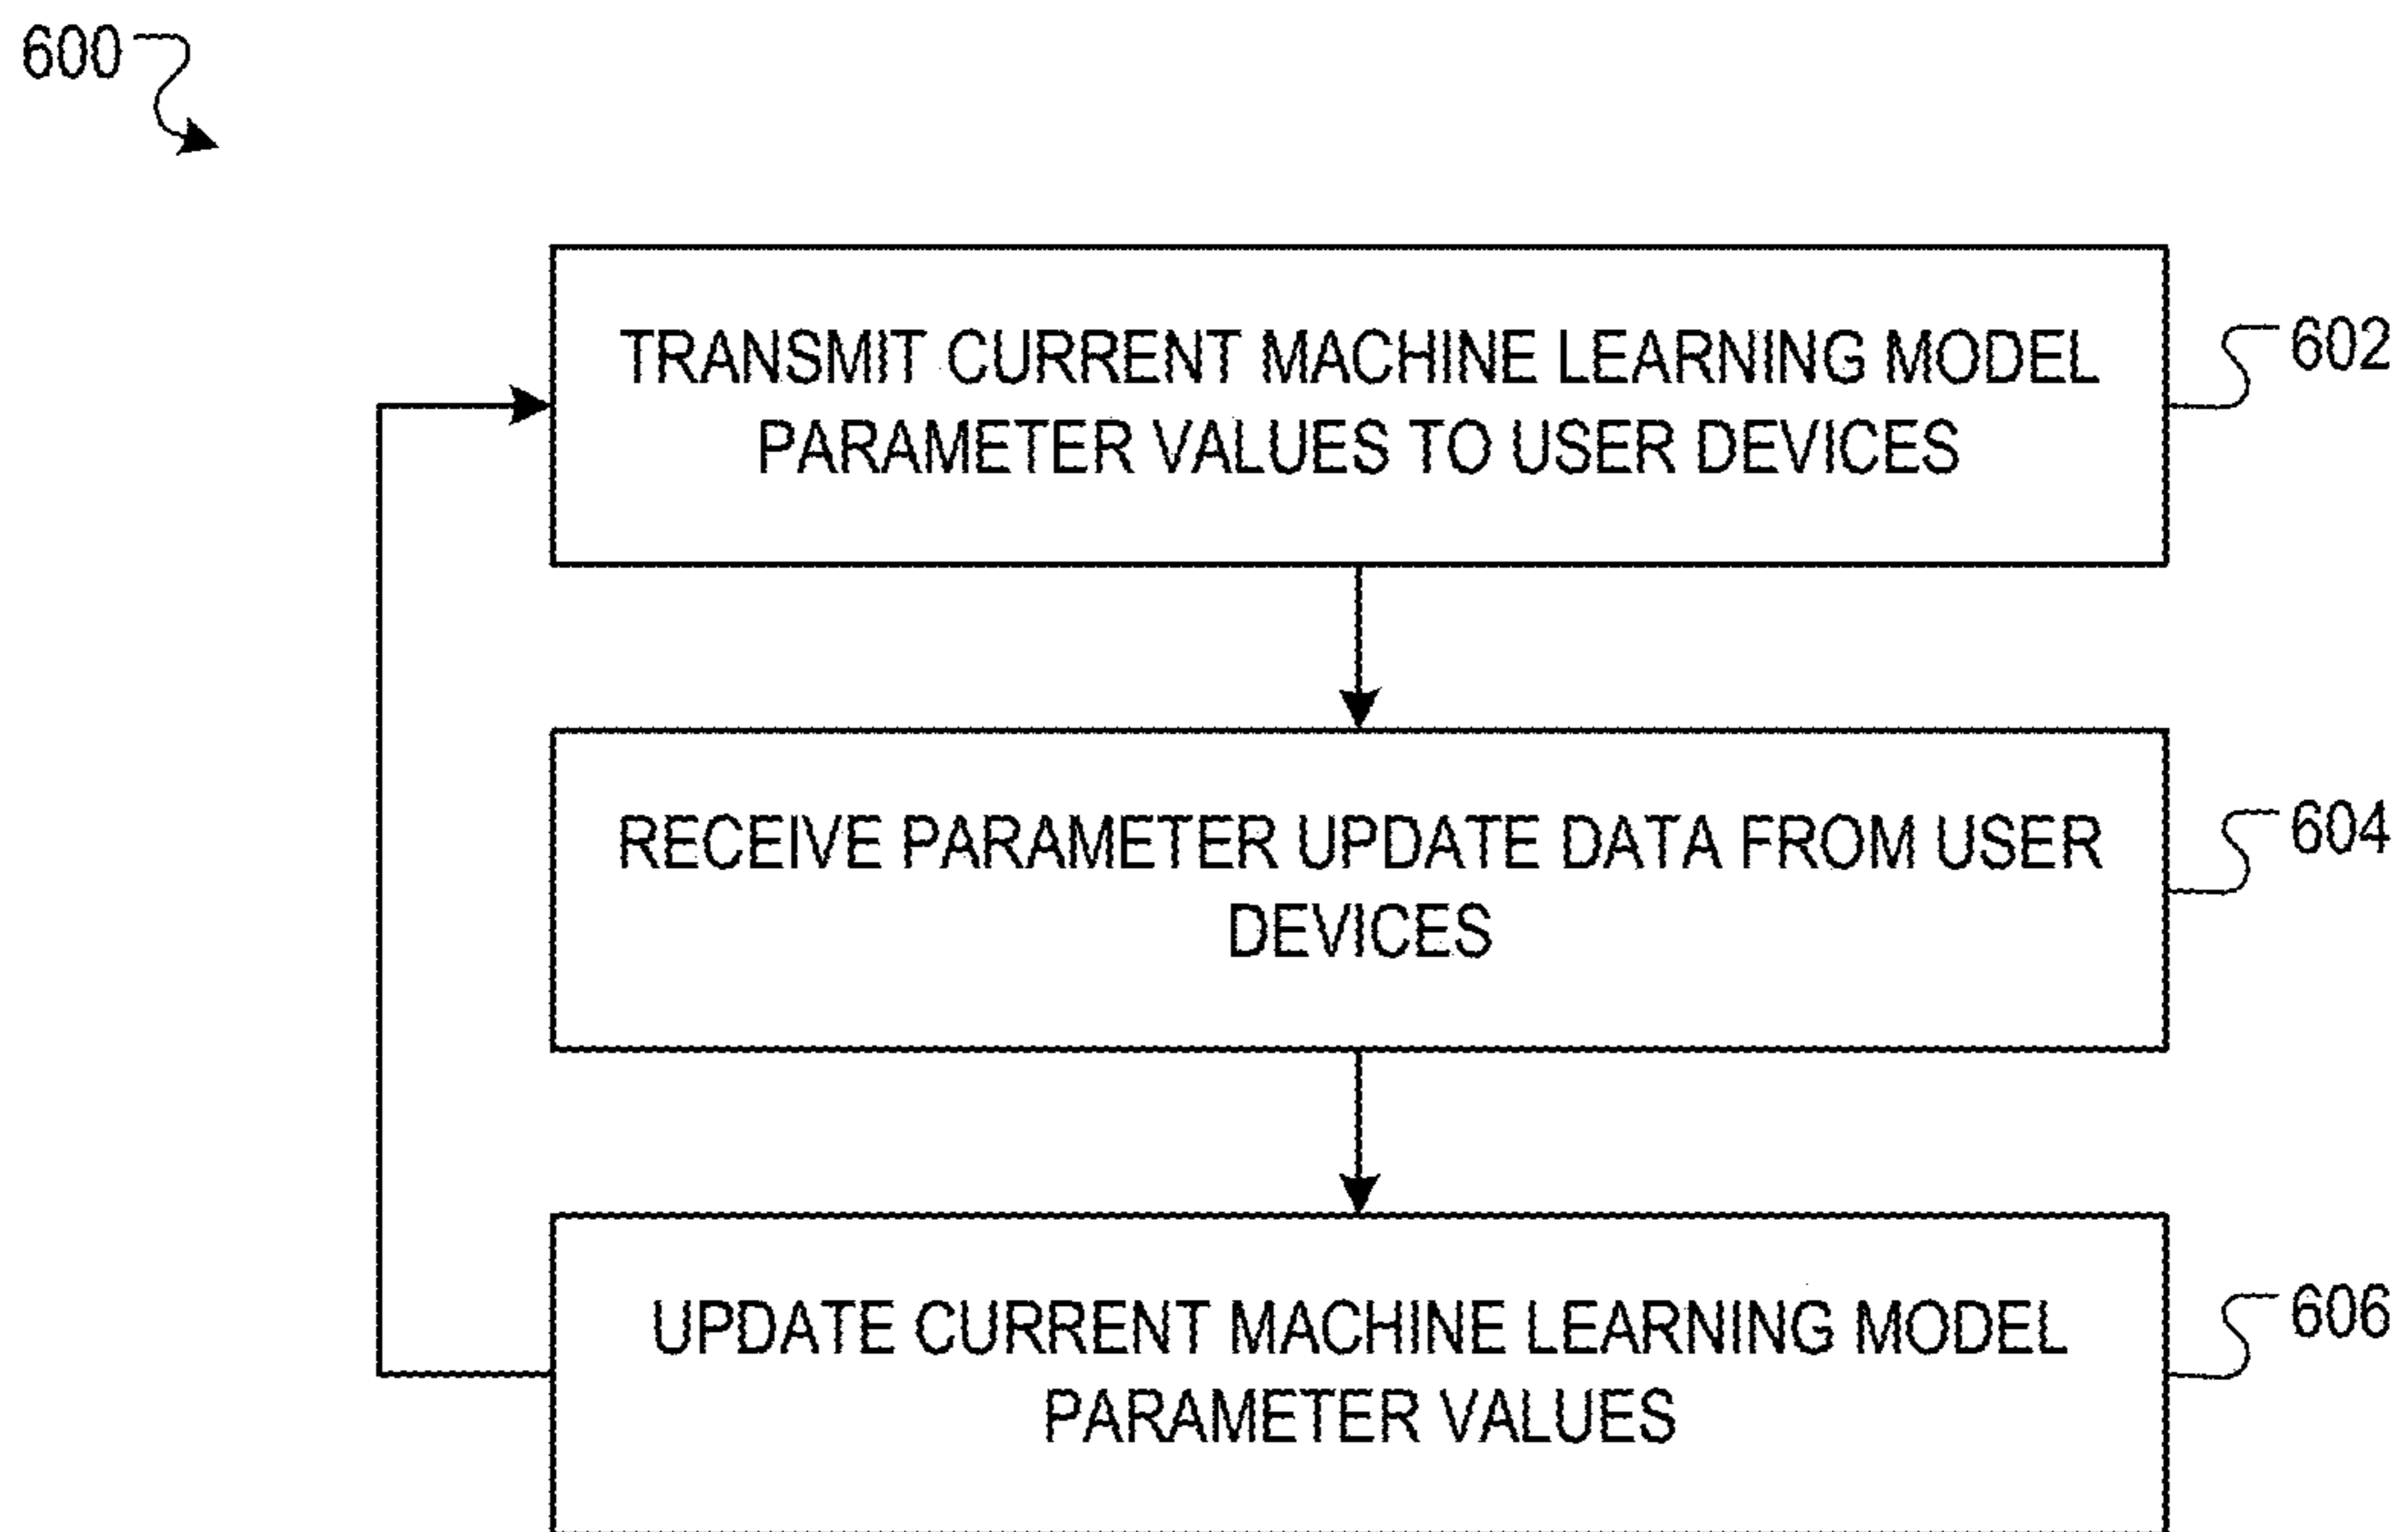 600
TRANSMIT CURRENT MACHINE LEARNING MODEL
PARAMETER VALUES TO USER DEVICES
602
RECEIVE PARAMETER UPDATE DATA FROM USER
DEVICES
604
UPDATE CURRENT MACHINE LEARNING MODEL
PARAMETER VALUES
606